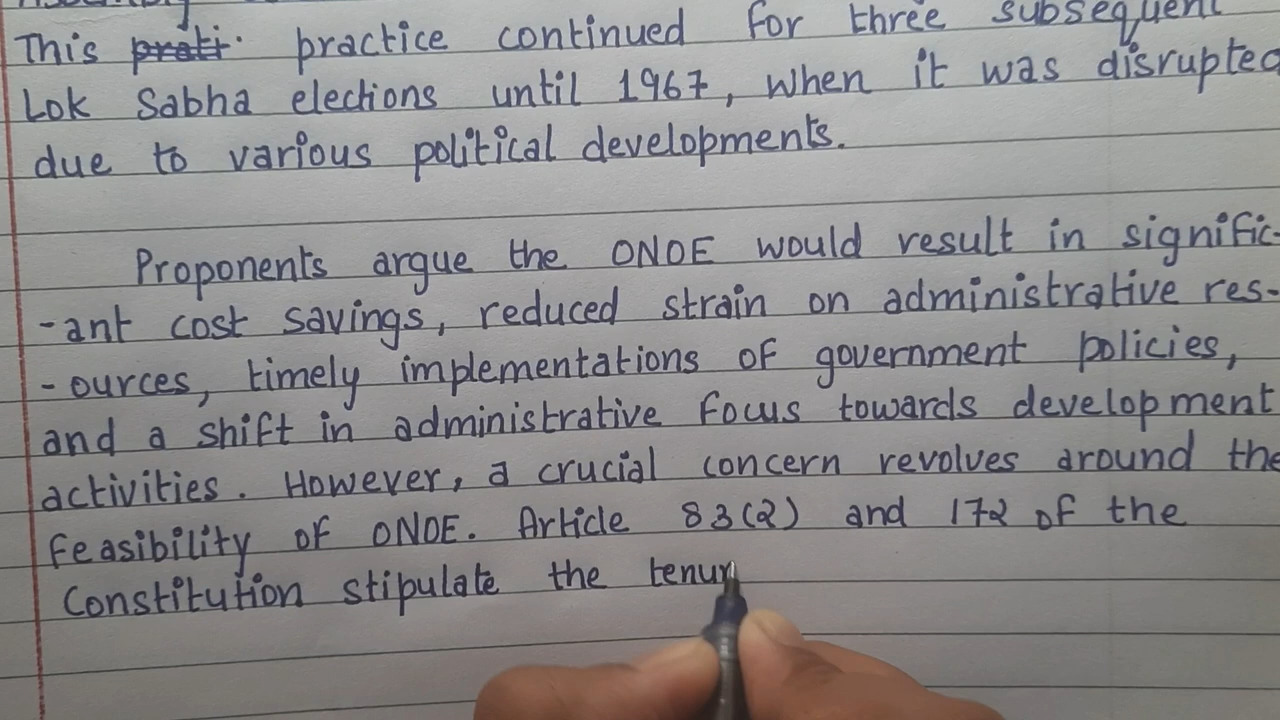 This prati practice continued for three subsequent
Lok Sabha elections until 1967, when it was disrupted
due to various political developments.
Proponents argue the ONOE would result in signific-
-ant cost savings, reduced strain on administrative res-
-ources, timely implementations of government policies,
and a shift in administrative focus towards development
activities. However, a crucial concern revolves around the
feasibility of ONOE. Article 83(2) and 172 of the
Constitution stipulate the tenur